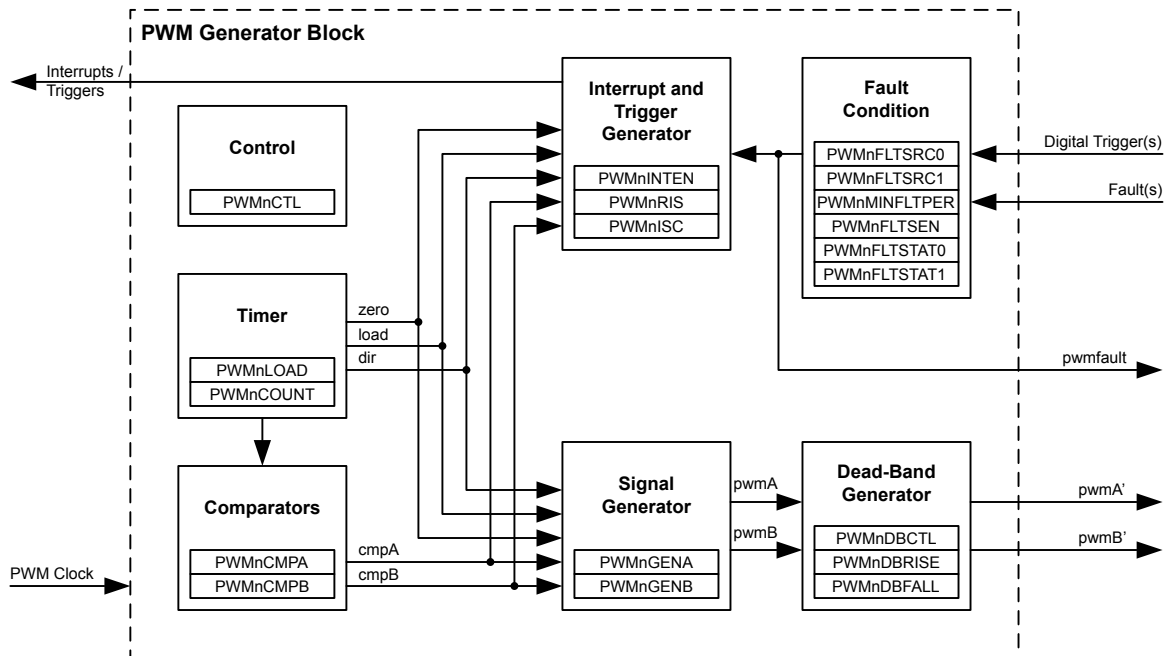 PWM Generator Block
Interrupts /
Triggers
Control
PWMnCTL
Interrupt and
Trigger
Generator
PWMnINTEN
PWMnRIS
PWMnISC
Fault
Condition
PWMnFLTSRC0
PWMnFLTSRC1
PWMnMINFLTPER
PWMnFLTSEN
PWMnFLTSTAT0
PWMnFLTSTAT1
Digital Trigger(s)
Fault(s)
Timer
PWMnLOAD
PWMnCOUNT
zero
load
dir
pwmfault
Comparators
PWMnCMPA
PWMnCMPB
cmpA
cmpB
Signal
Generator
PWMnGENA
PWMnGENB
pwmA
pwmB
Dead-Band
Generator
PWMnDBCTL
PWMnDBRISE
PWMnDBFALL
pwmA’
pwmB’
PWM Clock